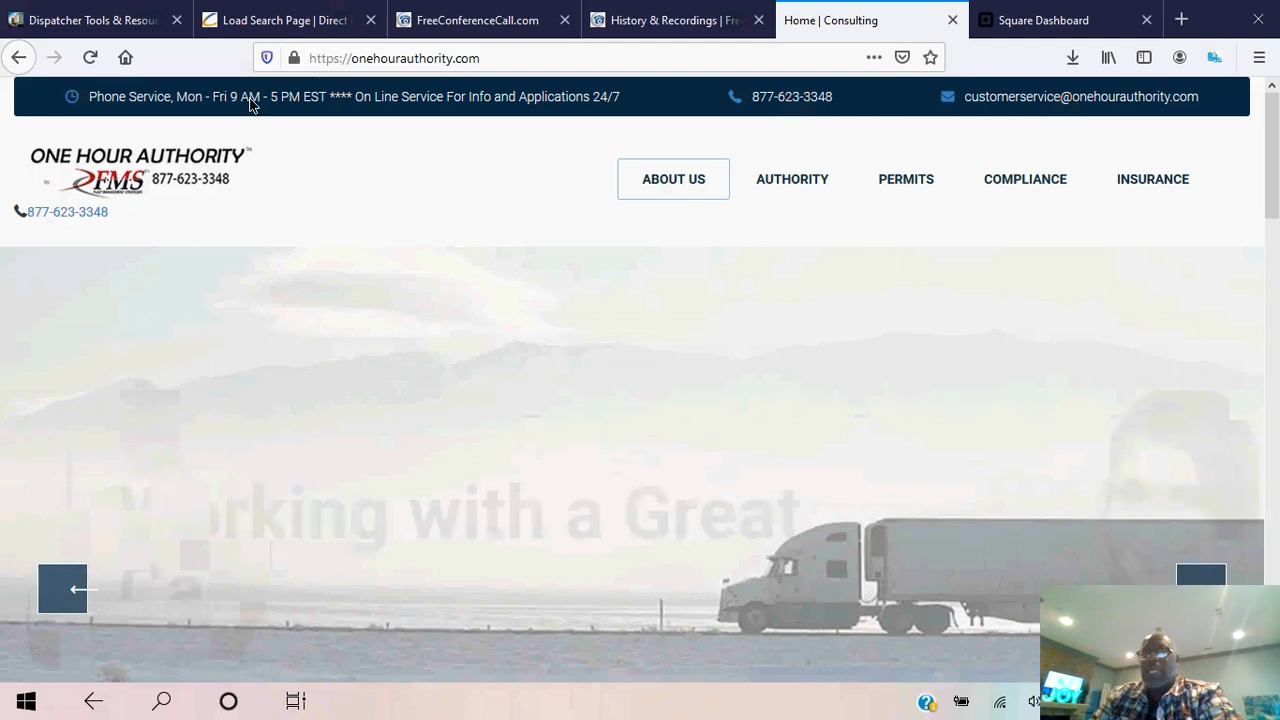 Dispatcher Tools & Resou
Load Search Page | Direct
FreeConferenceCall.com
History & Recordings | Fre
Home | Consulting
Square Dashboard
https://onehourauthority.com
Phone Service, Mon - Fri 9 AM - 5 PM EST **** On Line Service For Info and Applications 24/7
877-623-3348
customerservice@onehourauthority.com
ONE HOUR AUTHORITY
FMS 877-623-3348
877-623-3348
ABOUT US
AUTHORITY
PERMITS
COMPLIANCE
INSURANCE
Working with a Great
JOY